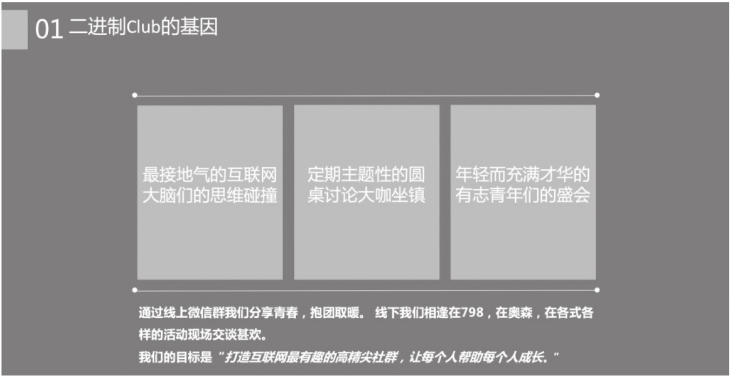 01 二进制Club的基因
最接地气的互联网
大脑们的思维碰撞
定期主题性的圆
桌讨论大咖坐镇
年轻而充满才华的
有志青年们的盛会
通过线上微信群我们分享青春，抱团取暖。 线下我们相逢在798，在奥森，在各式各
样的活动现场交谈甚欢。
我们的目标是“打造互联网最有趣的高精尖社群，让每个人帮助每个人成长。“